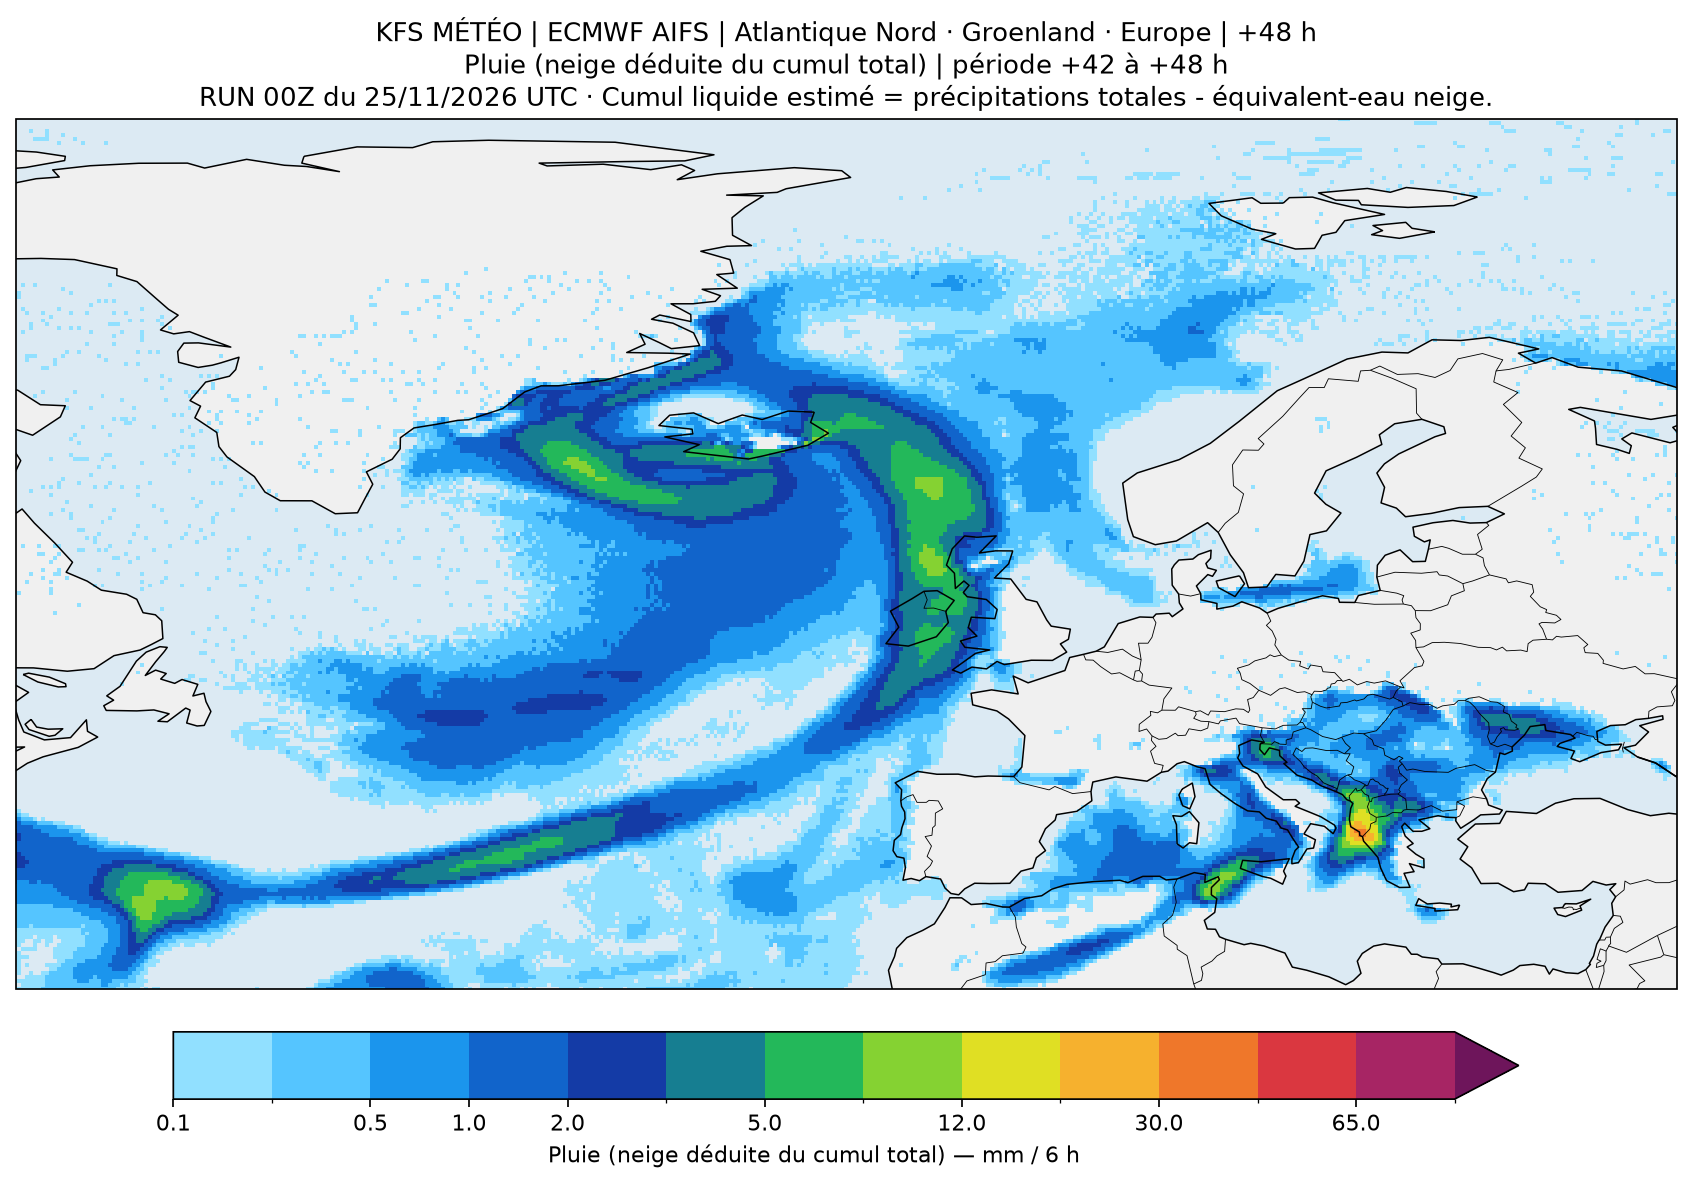 KFS MÉTÉO | ECMWF AIFS | Atlantique Nord · Groenland · Europe | +48 h
Pluie (neige déduite du cumul total) | période +42 à +48 h
RUN 00Z du 25/11/2026 UTC · Cumul liquide estimé = précipitations totales - équivalent-eau neige.
0.1 0.5 1.0 2.0 5.0 12.0 30.0 65.0
Pluie (neige déduite du cumul total) — mm / 6 h